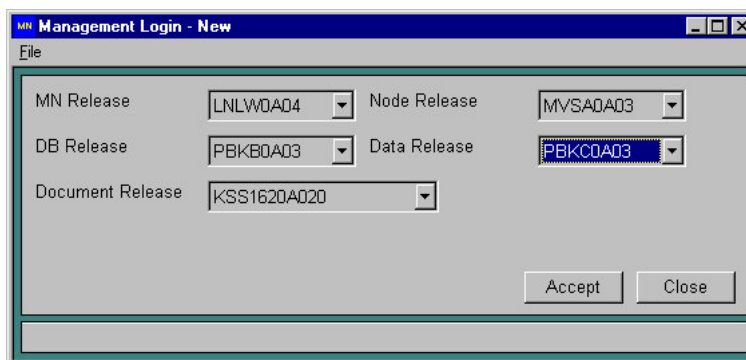 MN Management Login - New
File
MN Release LNLW0A04 Node Release MVSA0A03
DB Release PBKB0A03 Data Release PBKC0A03
Document Release KSS1620A020
Accept Close